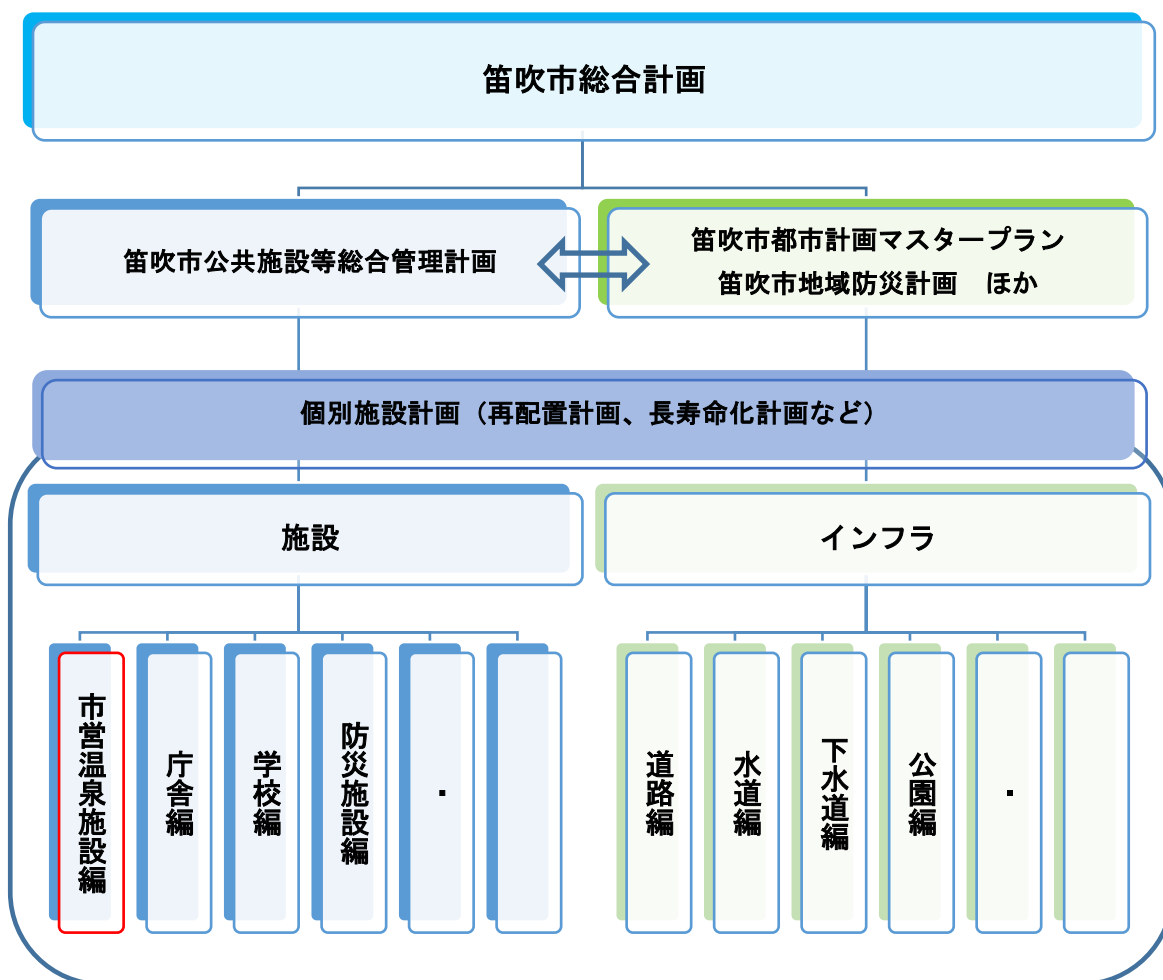 笛吹市総合計画
笛吹市公共施設等総合管理計画
笛吹市都市計画マスタープラン
笛吹市地域防災計画　ほか
個別施設計画（再配置計画、長寿命化計画など）
施設
インフラ
市営温泉施設編
庁舎編
学校編
防災施設編
・
道路編
水道編
下水道編
公園編
・